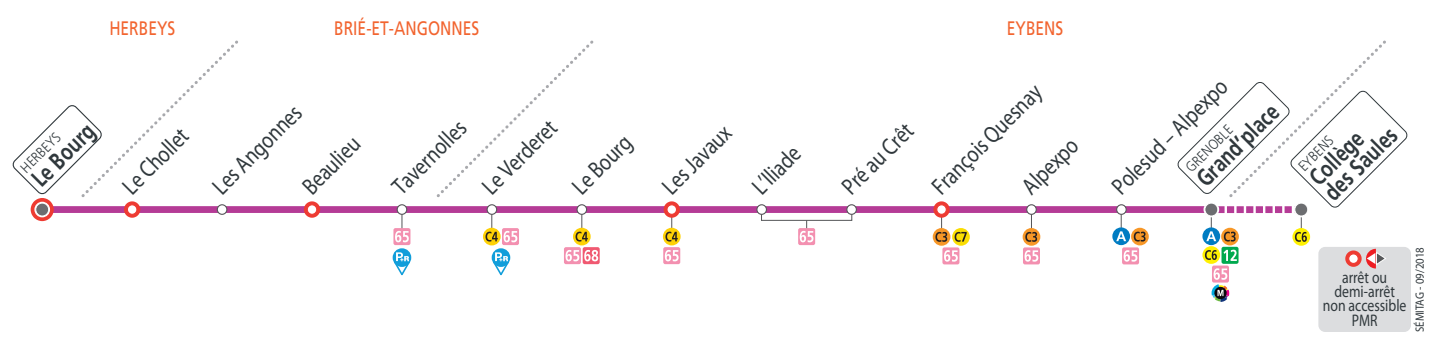 HERBEYS
BRIÉ-ET-ANGONNES
EYBENS
HERBEYS
Le Bourg
Le Chollet
Les Angonnes
Beaulieu
Tavernolles
Le Verderet
Le Bourg
Les Javaux
L'Iliade
Pré au Crêt
François Quesnay
Alpexpo
Polesud – Alpexpo
GRENOBLE
Grand'place
EYBENS
Collège
des Saules
65
P+R
C4 65
P+R
C4
65 68
C4
65
65
C3 C7
65
C3
65
A C3
65
A C3
C6 12
65
M
C6
arrêt ou
demi-arrêt
non accessible
PMR
SÉMITAG - 09/2018